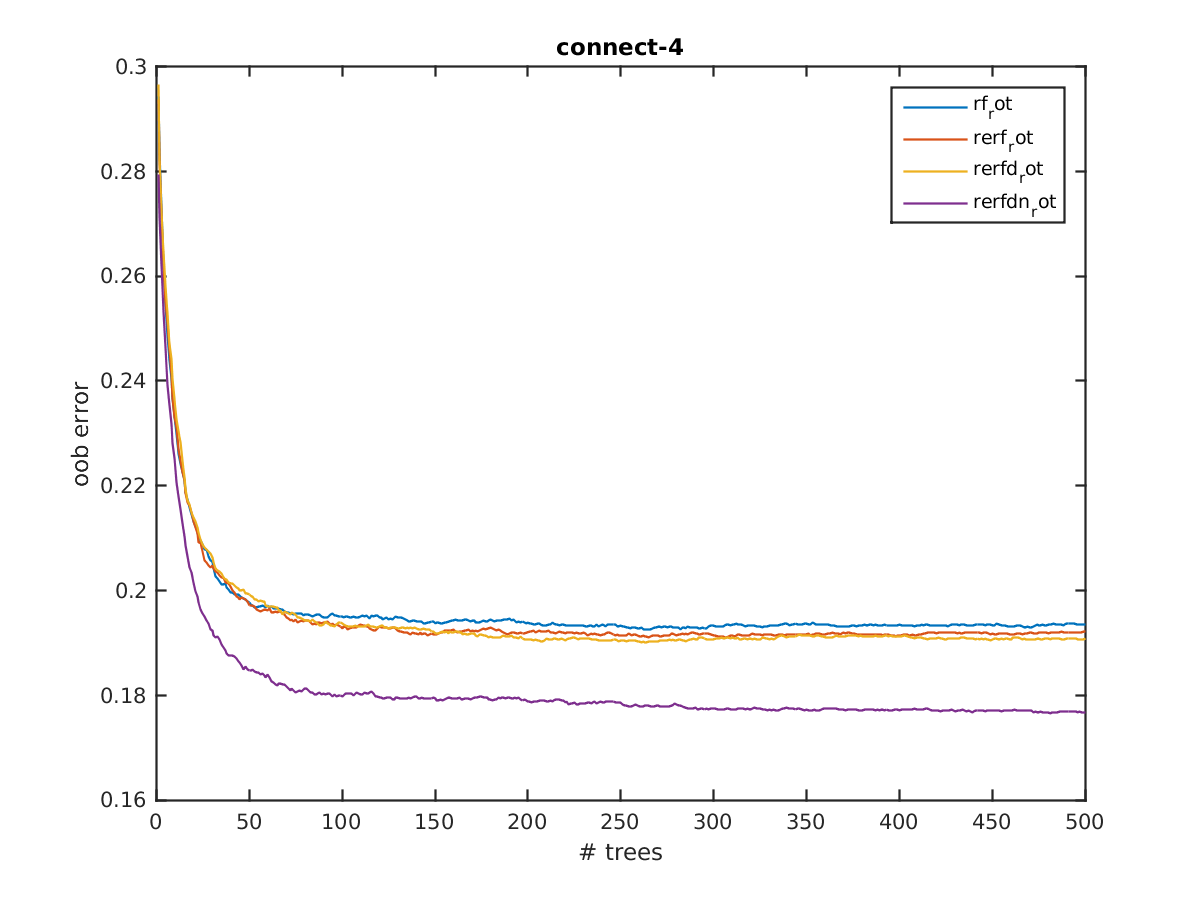 connect-4
0.3
0.28
0.26
0.24
0.22
0.2
0.18
0.16
oob error
0 50 100 150 200 250 300 350 400 450 500
# trees
rf_rot
rerf_rot
rerfd_rot
rerfdn_rot